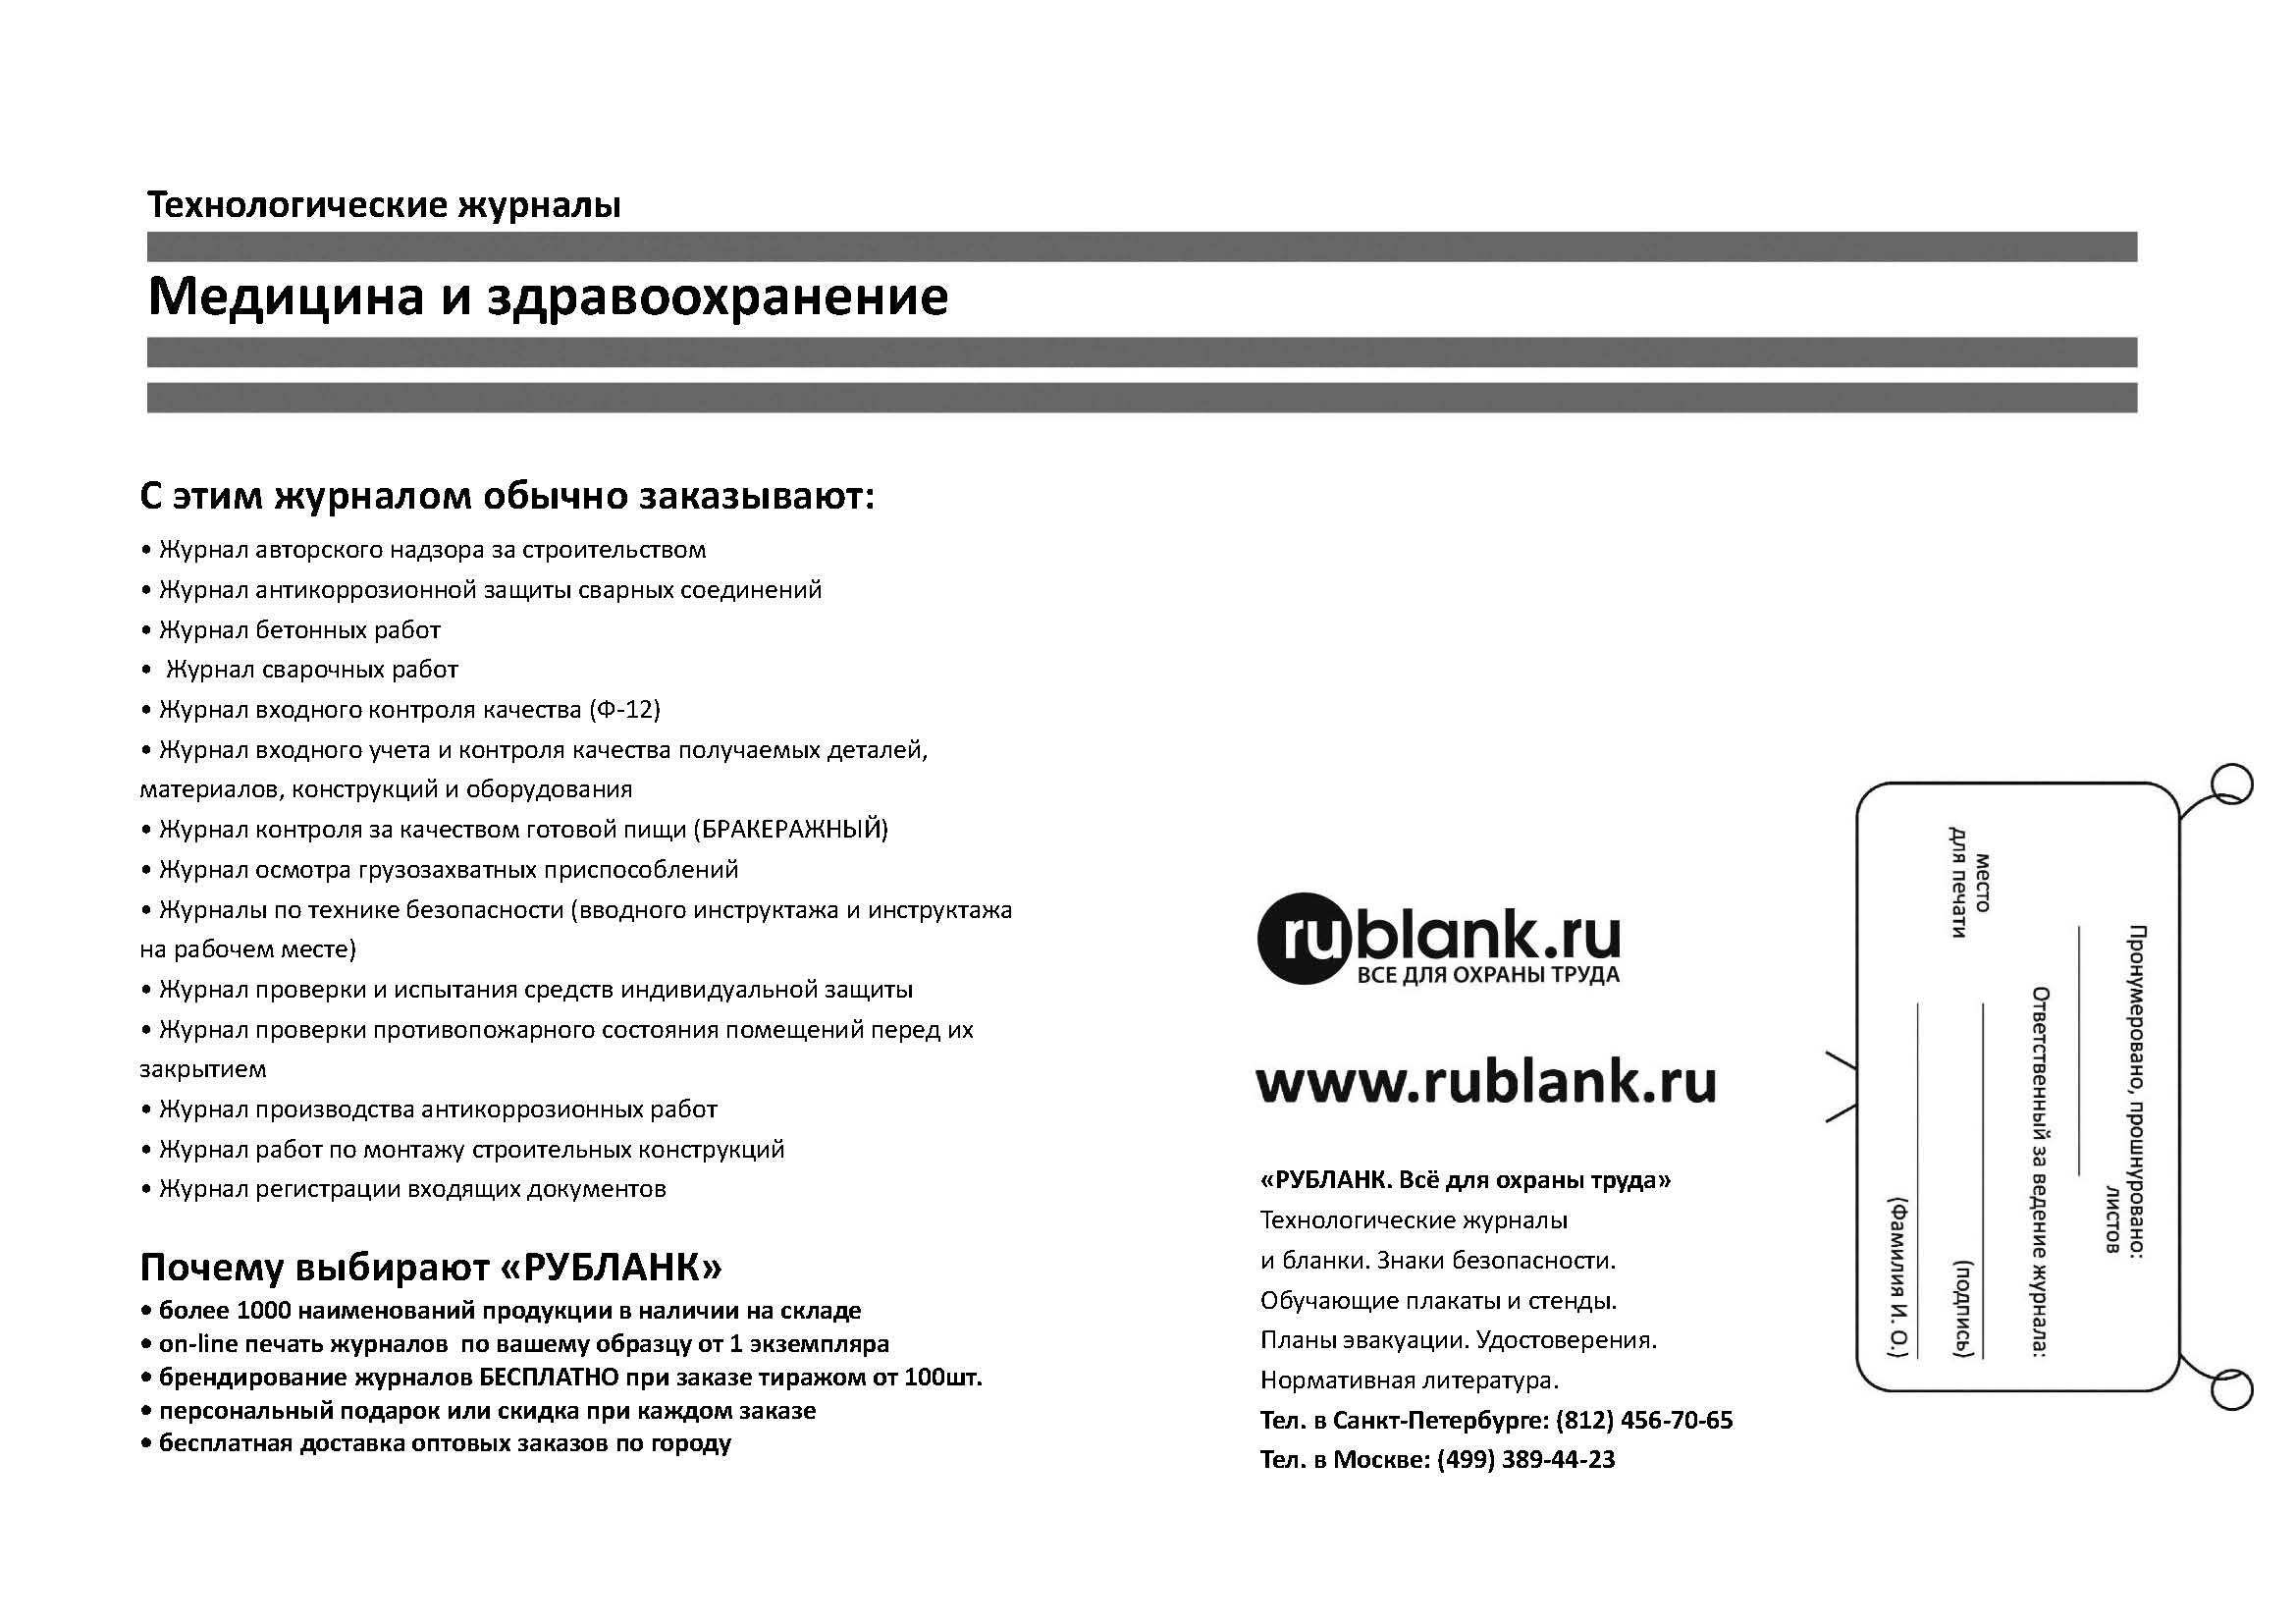 Технологические журналы
Медицина и здравоохранение
С этим журналом обычно заказывают:
• Журнал авторского надзора за строительством
• Журнал антикоррозионной защиты сварных соединений
• Журнал бетонных работ
• Журнал сварочных работ
• Журнал входного контроля качества (Ф-12)
• Журнал входного учета и контроля качества получаемых деталей,
материалов, конструкций и оборудования
• Журнал контроля за качеством готовой пищи (БРАКЕРАЖНЫЙ)
• Журнал осмотра грузозахватных приспособлений
• Журналы по технике безопасности (вводного инструктажа и инструктажа
на рабочем месте)
• Журнал проверки и испытания средств индивидуальной защиты
• Журнал проверки противопожарного состояния помещений перед их
закрытием
• Журнал производства антикоррозионных работ
• Журнал работ по монтажу строительных конструкций
• Журнал регистрации входящих документов
Почему выбирают «РУБЛАНК»
• более 1000 наименований продукции в наличии на складе
• on-line печать журналов по вашему образцу от 1 экземпляра
• брендирование журналов БЕСПЛАТНО при заказе тиражом от 100шт.
• персональный подарок или скидка при каждом заказе
• бесплатная доставка оптовых заказов по городу
rublank.ru
ВСЕ ДЛЯ ОХРАНЫ ТРУДА
www.rublank.ru
«РУБЛАНК. Всё для охраны труда»
Технологические журналы
и бланки. Знаки безопасности.
Обучающие плакаты и стенды.
Планы эвакуации. Удостоверения.
Нормативная литература.
Тел. в Санкт-Петербурге: (812) 456-70-65
Тел. в Москве: (499) 389-44-23
Пронумеровано, прошнуровано:
листов
Ответственный за ведение журнала:
место
для печати
(подпись)
(Фамилия И. О.)